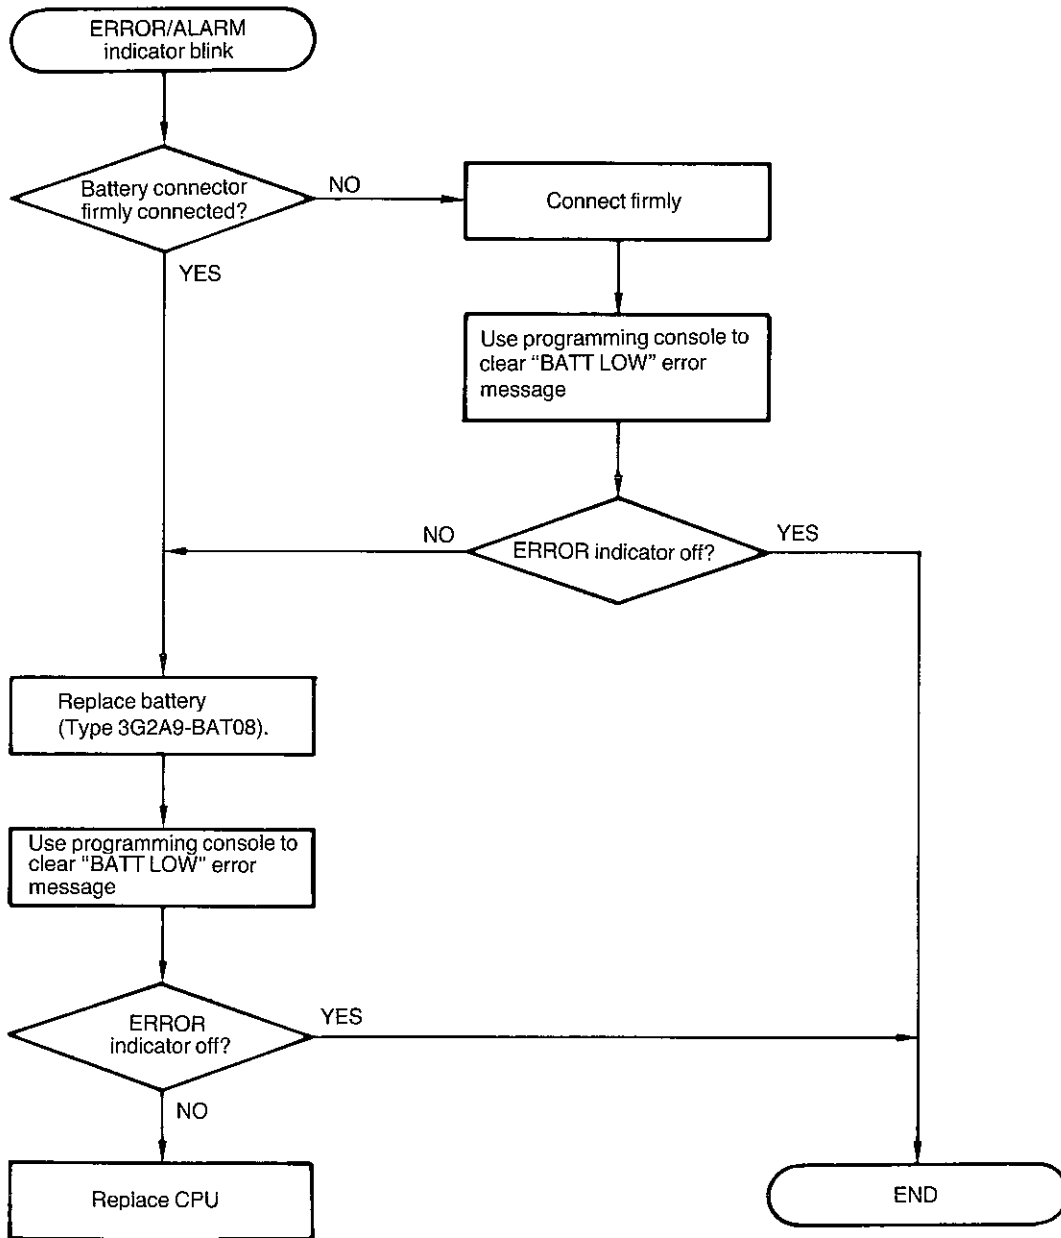 ERROR/ALARM
indicator blink
Battery connector
firmly connected?
NO
Connect firmly
YES
Use programming console to
clear “BATT LOW” error
message
NO
ERROR indicator off?
YES
Replace battery
(Type 3G2A9-BAT08).
Use programming console to
clear “BATT LOW” error
message
ERROR
indicator off?
YES
NO
Replace CPU
END